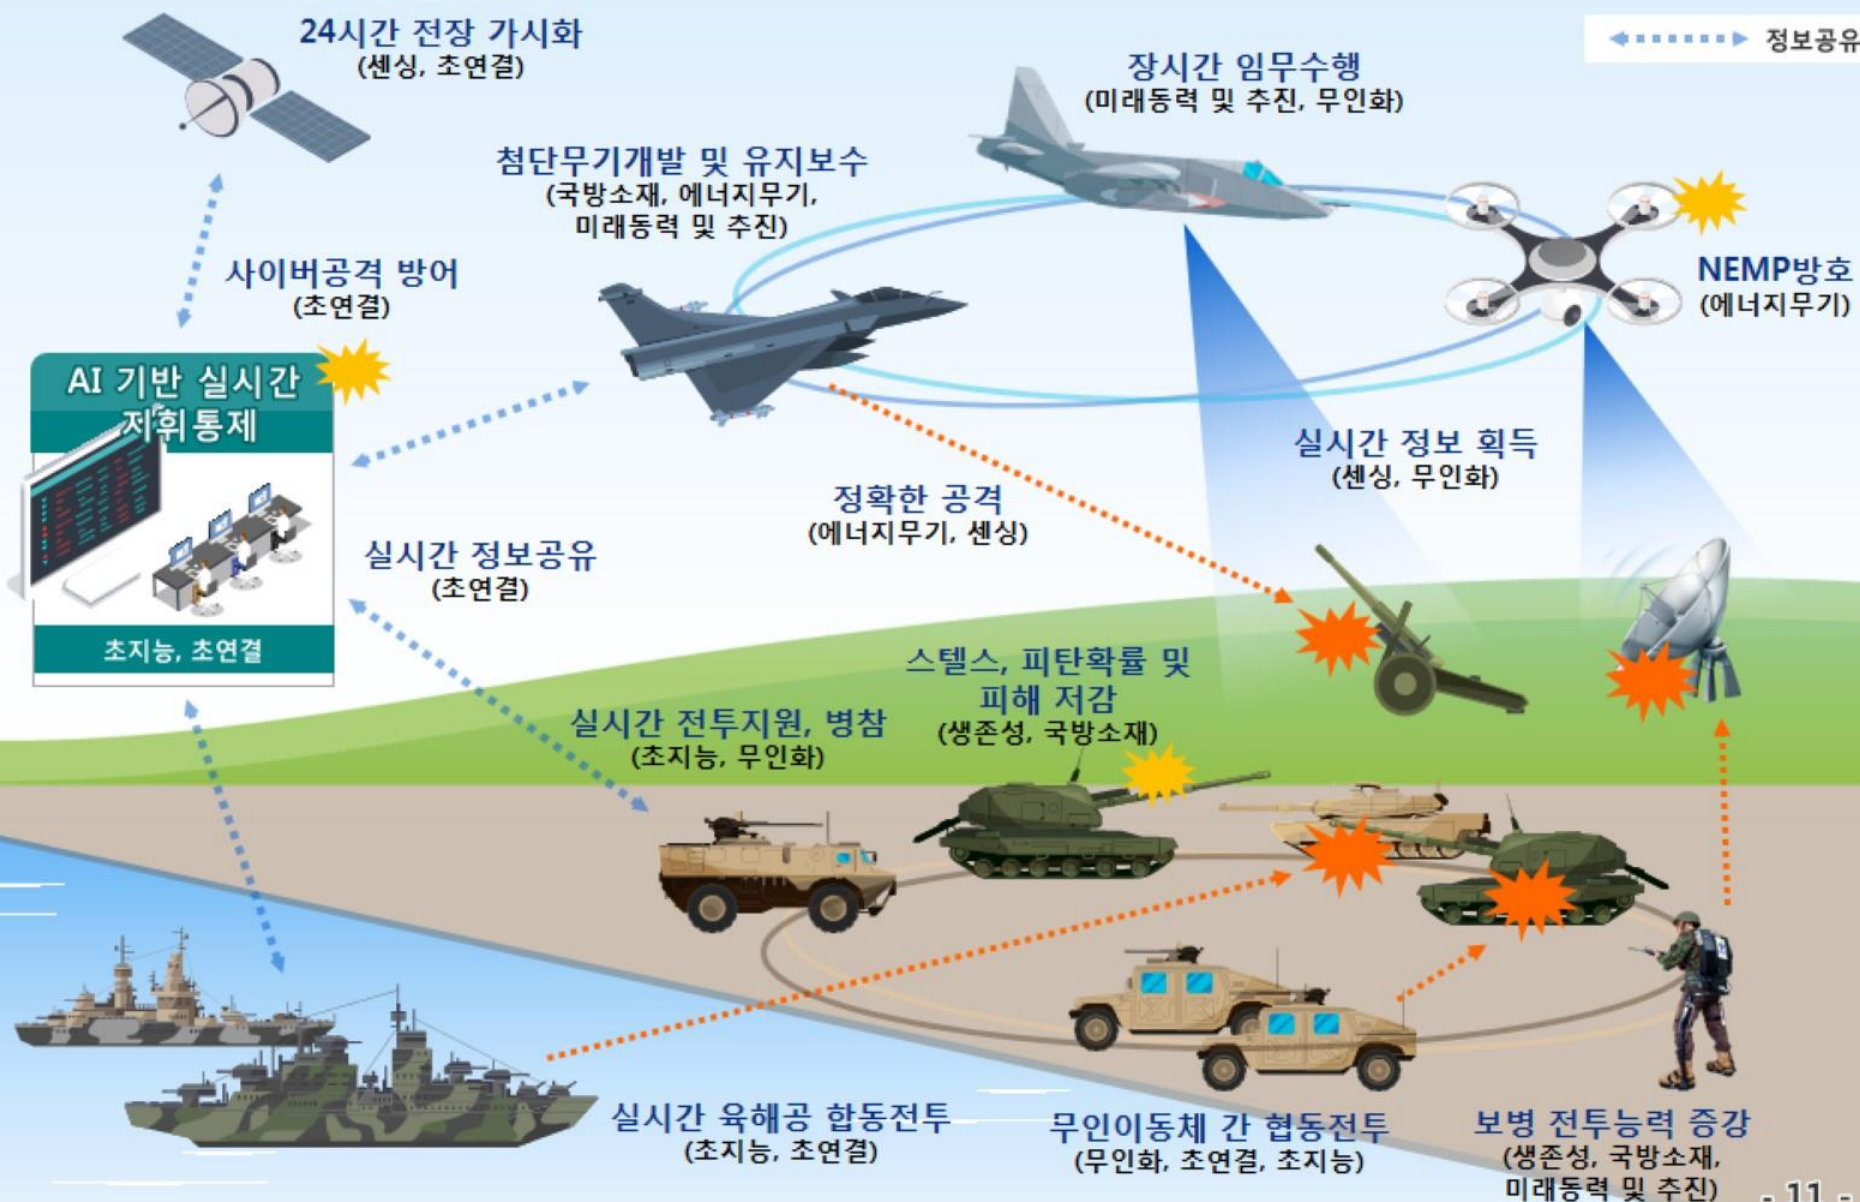 24시간 전장 가시화
(센싱, 초연결)
정보공유
장시간 임무수행
(미래동력 및 추진, 무인화)
첨단무기개발 및 유지보수
(국방소재, 에너지무기,
미래동력 및 추진)
사이버공격 방어
(초연결)
NEMP방호
(에너지무기)
AI 기반 실시간
지휘통제
초지능, 초연결
실시간 정보 획득
(센싱, 무인화)
정확한 공격
(에너지무기, 센싱)
실시간 정보공유
(초연결)
스텔스, 피탄확률 및
피해 저감
(생존성, 국방소재)
실시간 전투지원, 병참
(초지능, 무인화)
실시간 육해공 합동전투
(초지능, 초연결)
무인이동체 간 협동전투
(무인화, 초연결, 초지능)
보병 전투능력 증강
(생존성, 국방소재,
미래동력 및 추진)
- 11 -